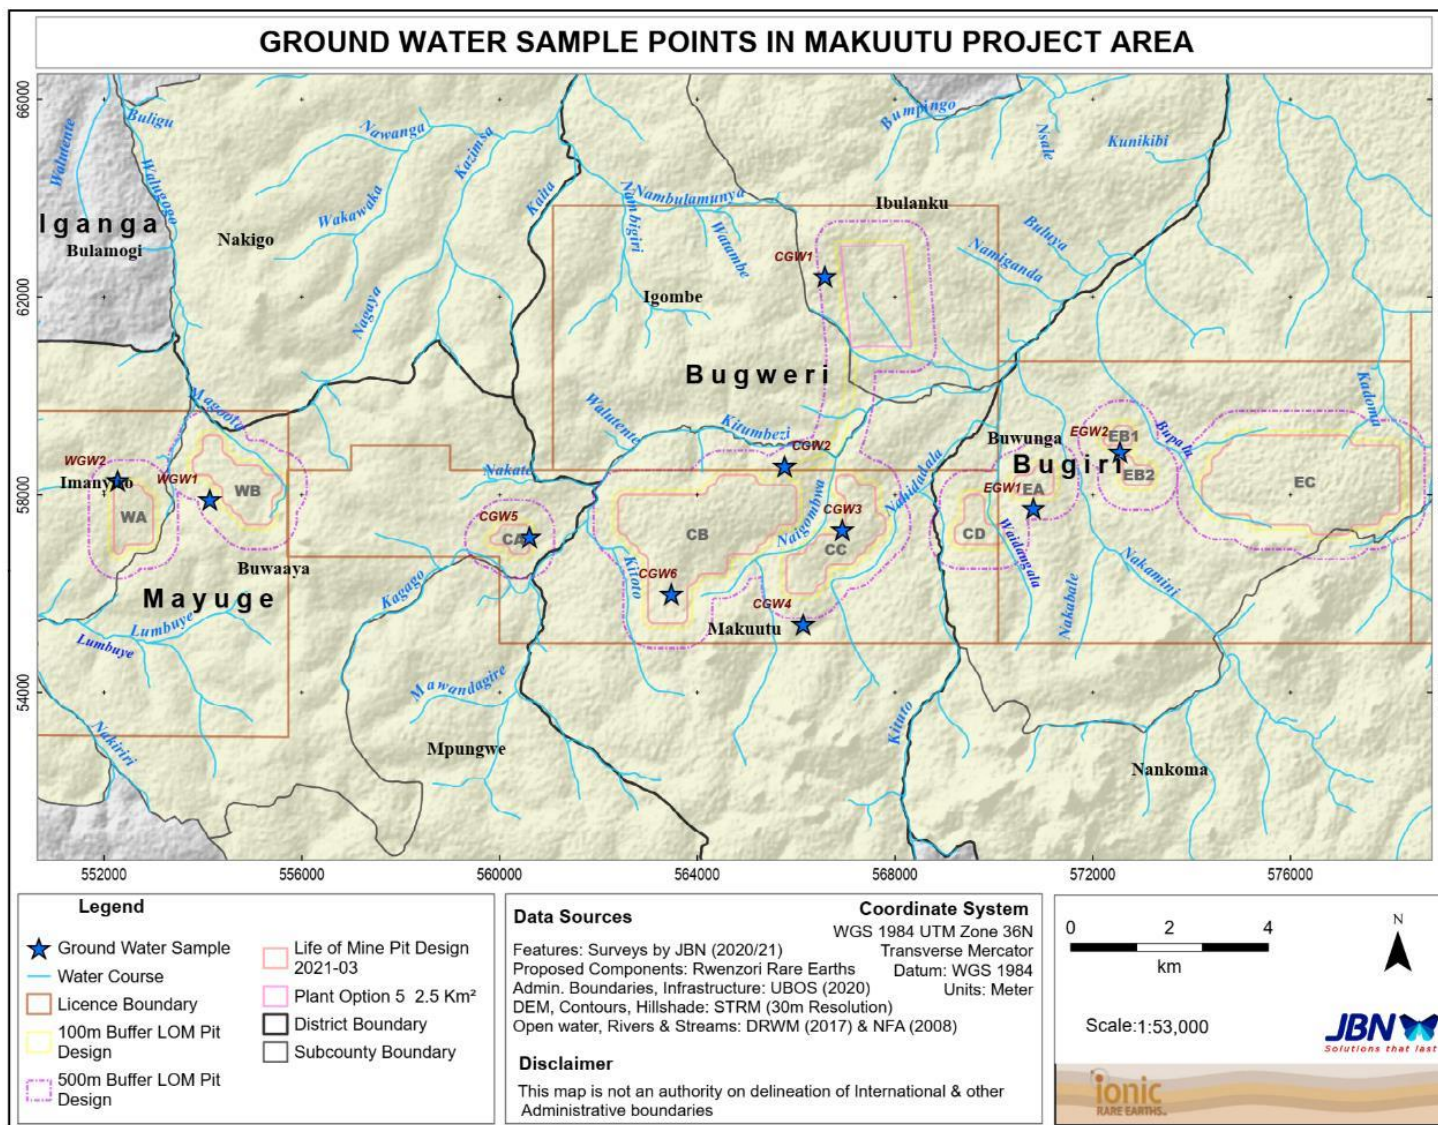 GROUND WATER SAMPLE POINTS IN MAKUUTU PROJECT AREA
66000
62000
58000
54000
Walutente
Buligu
Walugogo
Nawanga
Kazimsa
Kaita
Wakawaka
Nagaya
Iganga
Bulamogi
Nakigo
Nambigiri
Nambulamunya
Watambe
Bumpingo
Nsale
Kunikibi
Ibulanku
Buluya
Namiganda
CGW1
Igombe
Bugweri
Kadoma
Magooto
Walutente
Kitumbezi
CGW2
Nakate
Nahidadala
Buwunga
Bugiri
EGW2
EB1
EB2
Bupala
WGW2
Imanyiro
WGW1
WA
WB
CGW5
CA
CB
Naigombwa
CGW3
CC
EGW1
EA
CD
EC
Buwaaya
Mayuge
Kagago
Kitoto
CGW6
CGW4
Makuutu
Waidangala
Nakabale
Nakamini
Lumbuye
Lumbuye
Nakiriri
Mawandagire
Mpungwe
Kituto
Nankoma
552000 556000 560000 564000 568000 572000 576000
Legend
Ground Water Sample
Water Course
Licence Boundary
100m Buffer LOM Pit
Design
500m Buffer LOM Pit
Design
Life of Mine Pit Design
2021-03
Plant Option 5 2.5 Km²
District Boundary
Subcounty Boundary
Data Sources
Features: Surveys by JBN (2020/21)
Proposed Components: Rwenzori Rare Earths
Admin. Boundaries, Infrastructure: UBOS (2020)
DEM, Contours, Hillshade: STRM (30m Resolution)
Open water, Rivers & Streams: DRWM (2017) & NFA (2008)
Coordinate System
WGS 1984 UTM Zone 36N
Transverse Mercator
Datum: WGS 1984
Units: Meter
Disclaimer
This map is not an authority on delineation of International & other
Administrative boundaries
0 2 4
km
N
Scale:1:53,000
JBN
Solutions that last
ionic
RARE EARTHS™